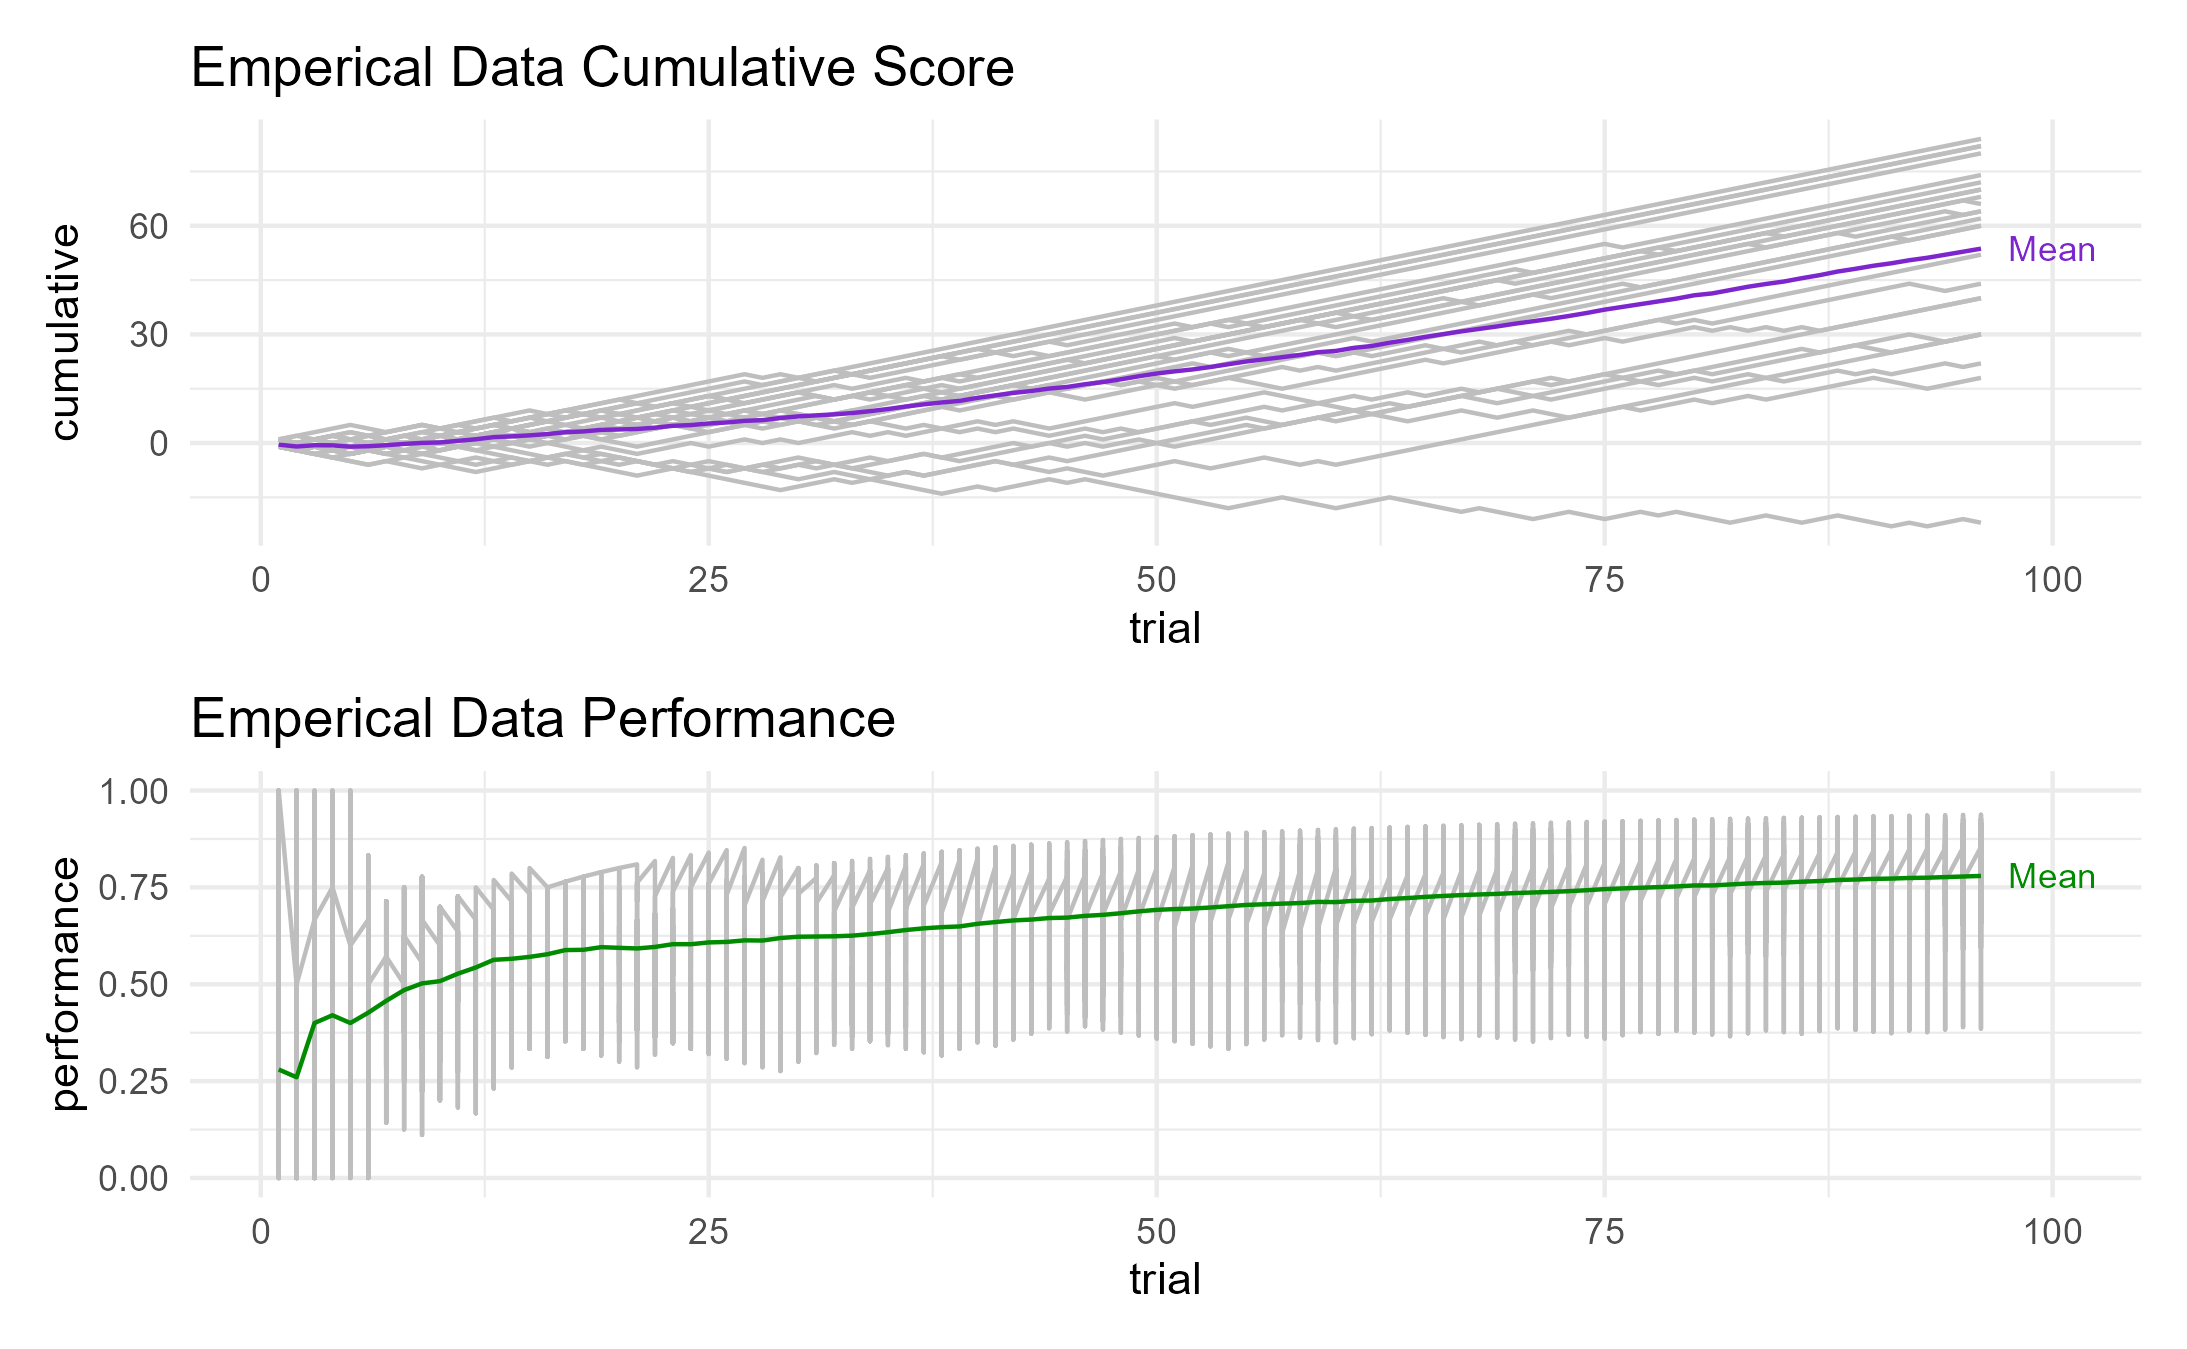 Emperical Data Cumulative Score
cumulative
60
30
0
Mean
0 25 50 75 100
trial
Emperical Data Performance
performance
1.00
0.75
0.50
0.25
0.00
Mean
0 25 50 75 100
trial